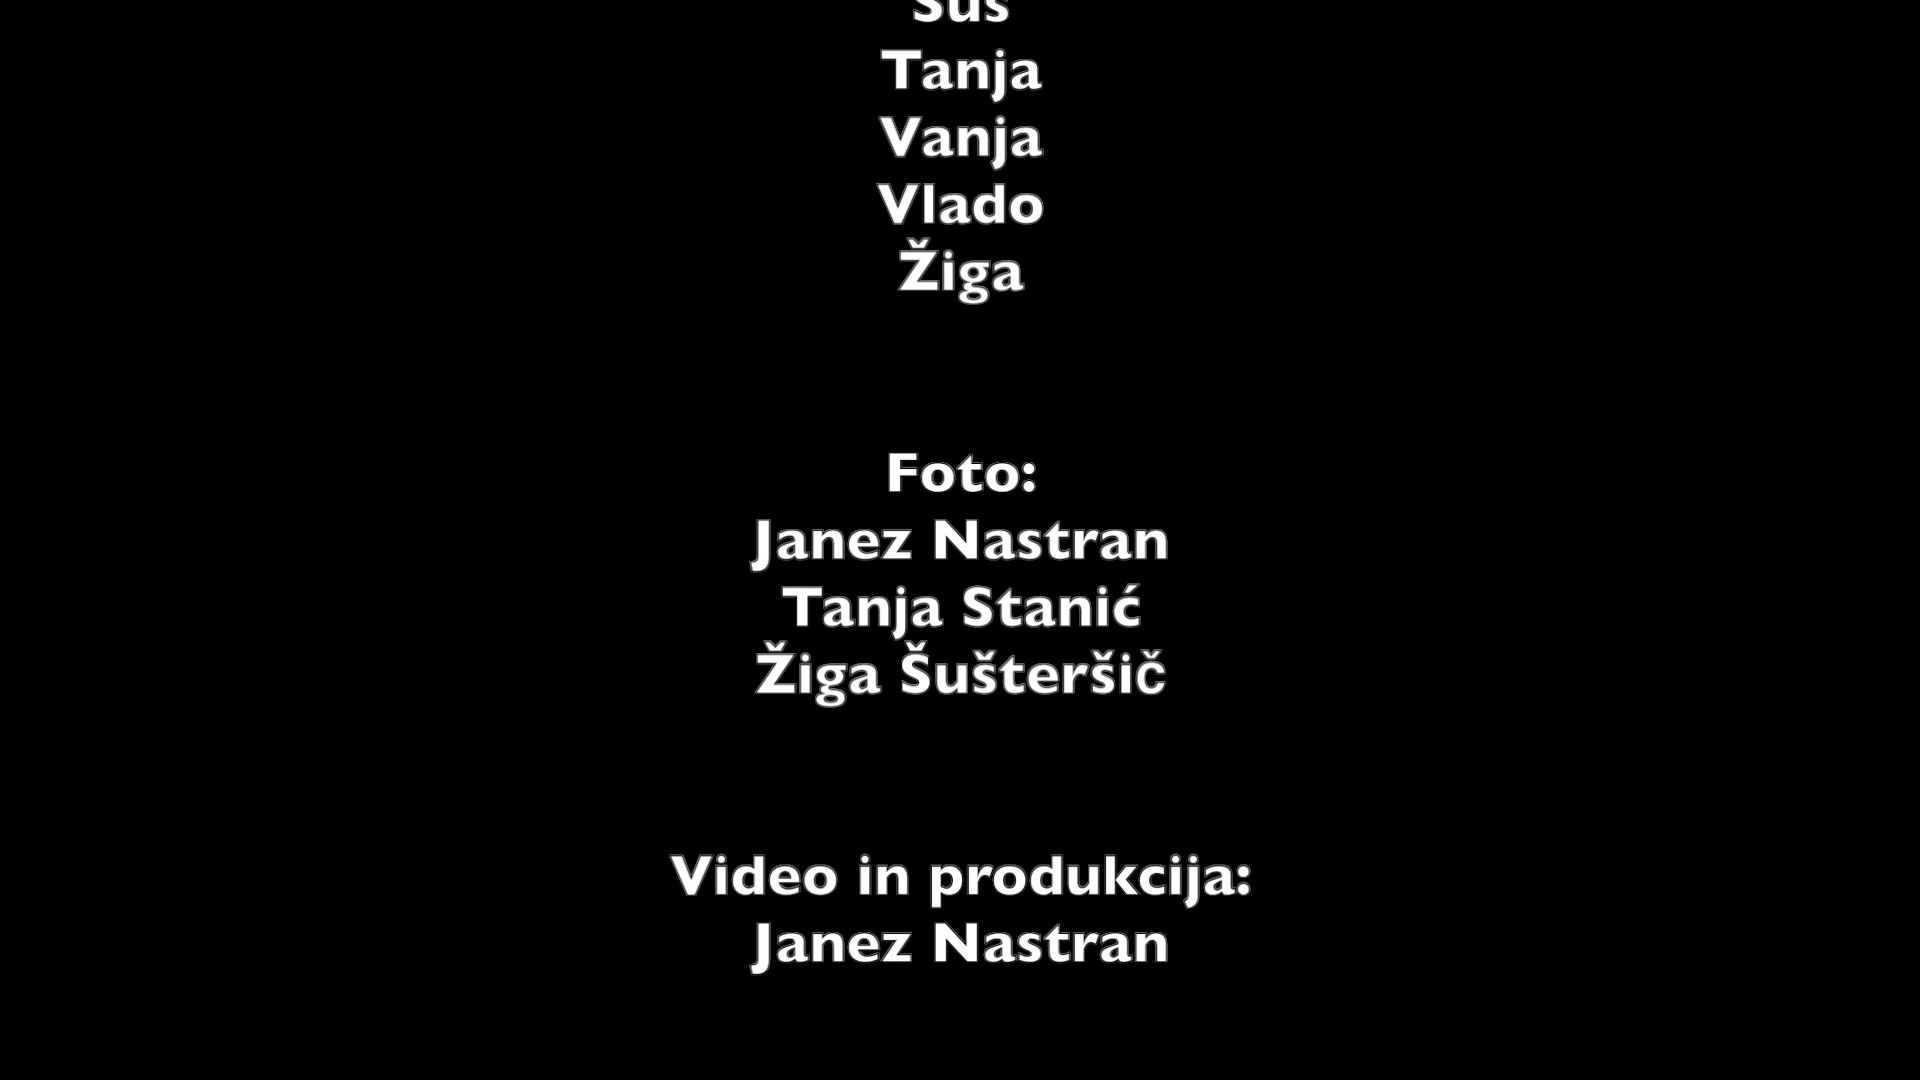 Tanja
Vanja
Vlado
Žiga
Foto:
Janez Nastran
Tanja Stanić
Žiga Šušteršič
Video in produkcija:
Janez Nastran